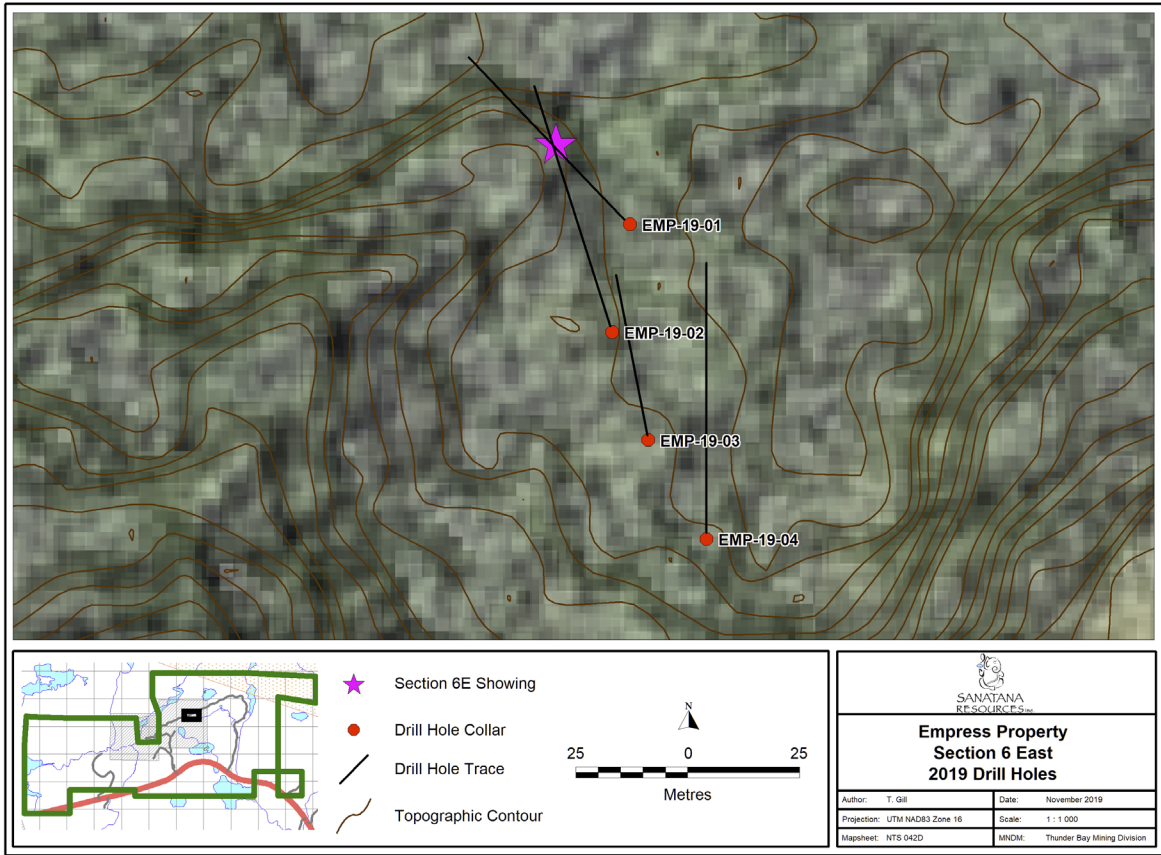 EMP-19-01
EMP-19-02
EMP-19-03
EMP-19-04
Section 6E Showing
Drill Hole Collar
Drill Hole Trace
Topographic Contour
N
25 0 25
Metres
SANATANA
RESOURCES inc.
Empress Property
Section 6 East
2019 Drill Holes
Author: T. Gill Date: November 2019
Projection: UTM NAD83 Zone 16 Scale: 1 : 1 000
Mapsheet: NTS 042D MNDM: Thunder Bay Mining Division